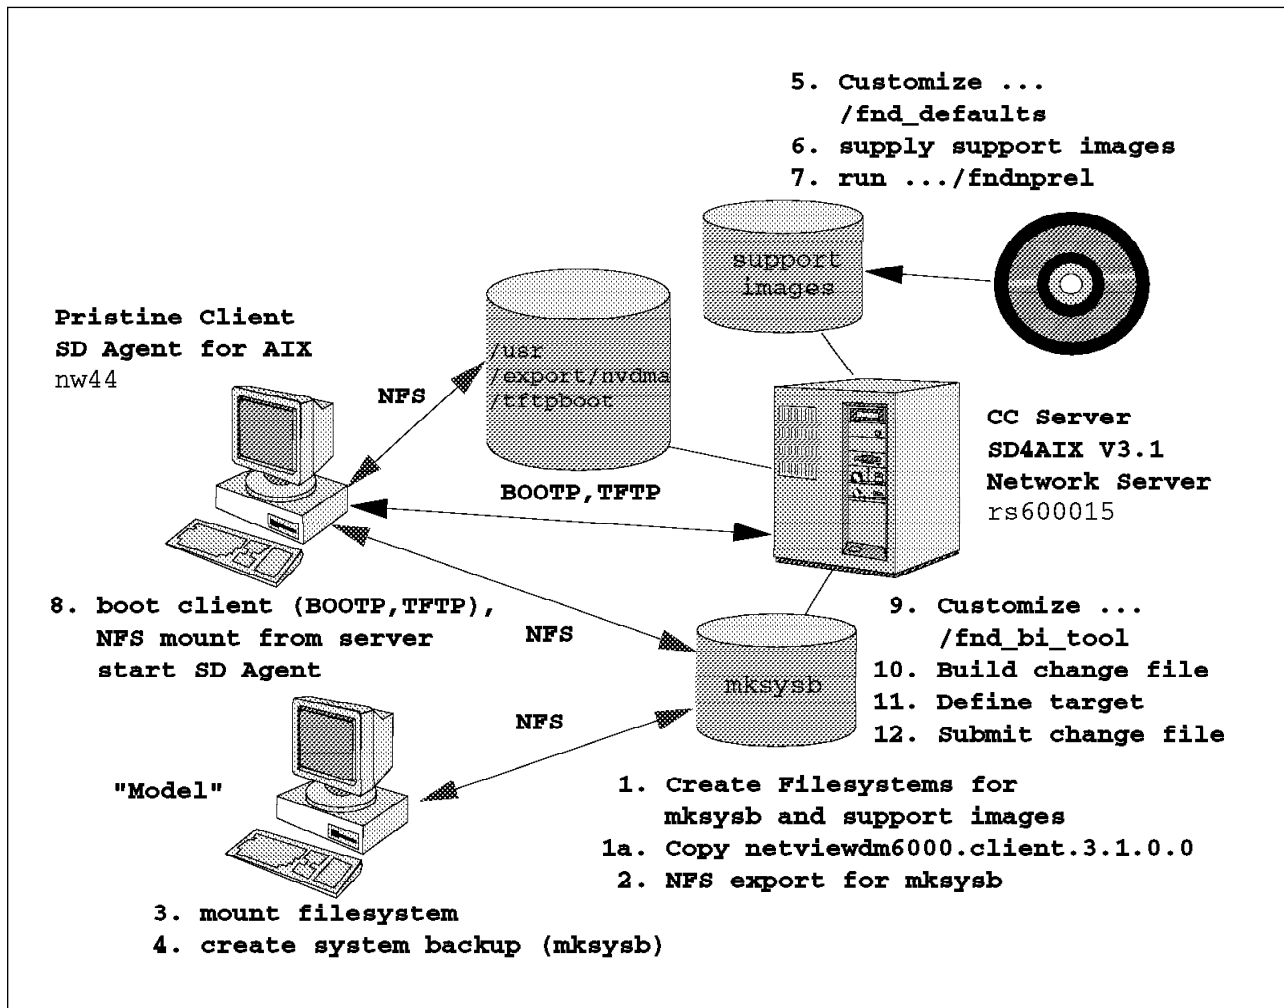 5. Customize ...
/fnd_defaults
6. supply support images
7. run .../fndnprel
support
images
Pristine Client
SD Agent for AIX
nw44
/usr
/export/nvdma
/tftpboot
NFS
CC Server
SD4AIX V3.1
Network Server
rs600015
BOOTP,TFTP
8. boot client (BOOTP,TFTP),
NFS mount from server
start SD Agent
NFS
mksysb
9. Customize ...
/fnd_bi_tool
10. Build change file
11. Define target
12. Submit change file
NFS
"Model"
1. Create Filesystems for
mksysb and support images
1a. Copy netviewdm6000.client.3.1.0.0
2. NFS export for mksysb
3. mount filesystem
4. create system backup (mksysb)